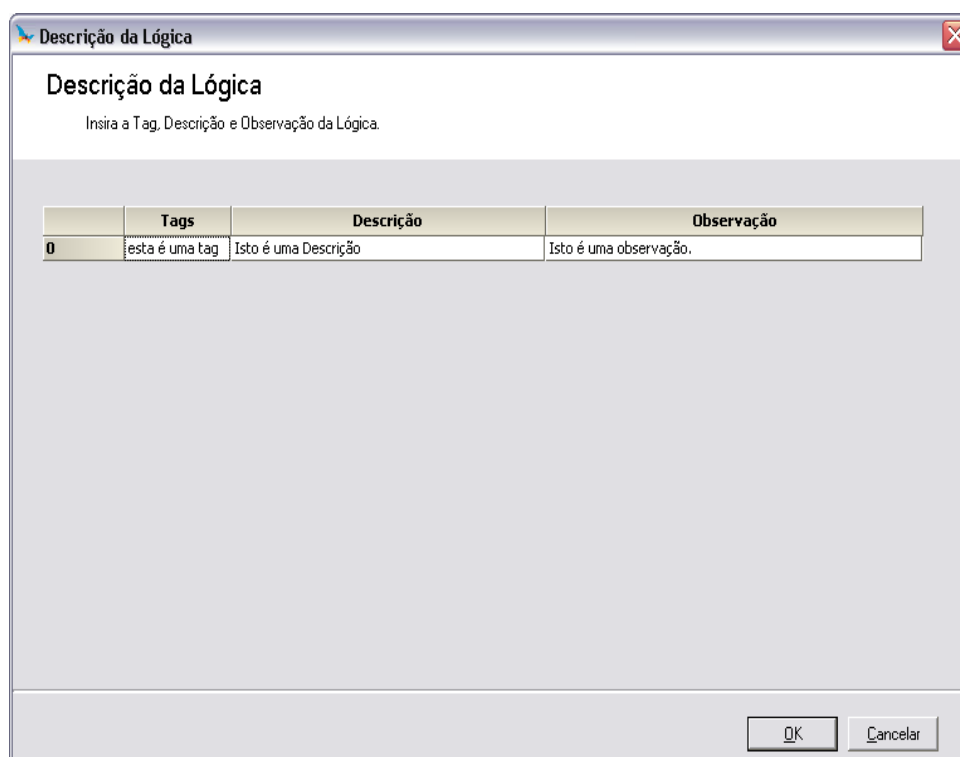 Descrição da Lógica
Descrição da Lógica
Insira a Tag, Descrição e Observação da Lógica.
Tags Descrição Observação
0 esta é uma tag Isto é uma Descrição Isto é uma observação.
OK Cancelar